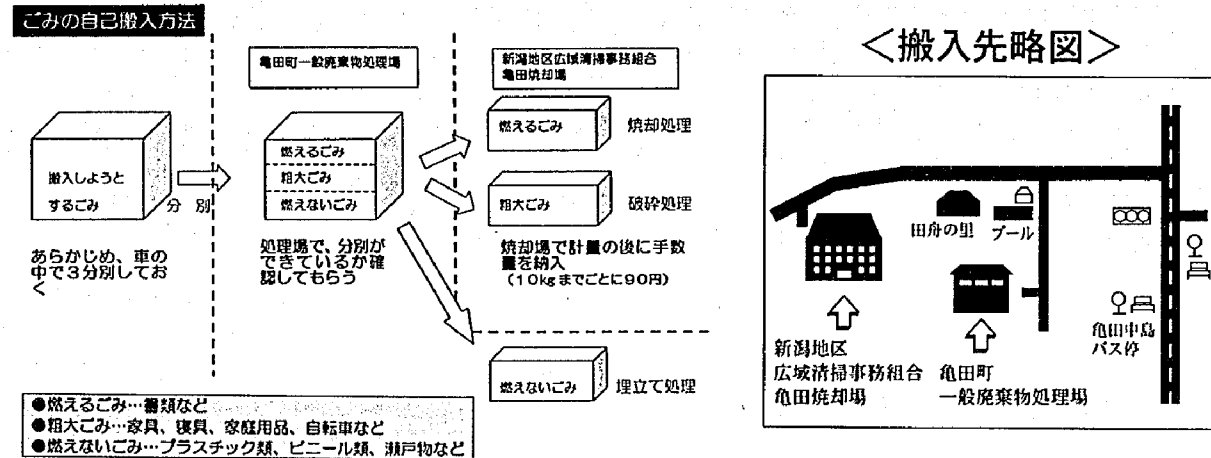 ごみの自己搬入方法
搬入しようと
するごみ
分別
あらかじめ、車の
中で3分別してお
く
亀田町一般廃棄物処理場
燃えるごみ
粗大ごみ
燃えないごみ
処理場で、分別が
できているか確
認してもらう
新潟地区広域清掃事務組合
亀田焼却場
燃えるごみ
焼却処理
粗大ごみ
破砕処理
焼却場で計量の後に手数
量を納入
(10kgまでごとに90円)
燃えないごみ
埋立て処理
●燃えるごみ…書類など
●粗大ごみ…家具、寝具、家庭用品、自転車など
●燃えないごみ…プラスチック類、ビニール類、瀬戸物など
<搬入先略図>
田舟の里
プール
亀田中島
バス停
新潟地区
広域清掃事務組合
亀田焼却場
亀田町
一般廃棄物処理場